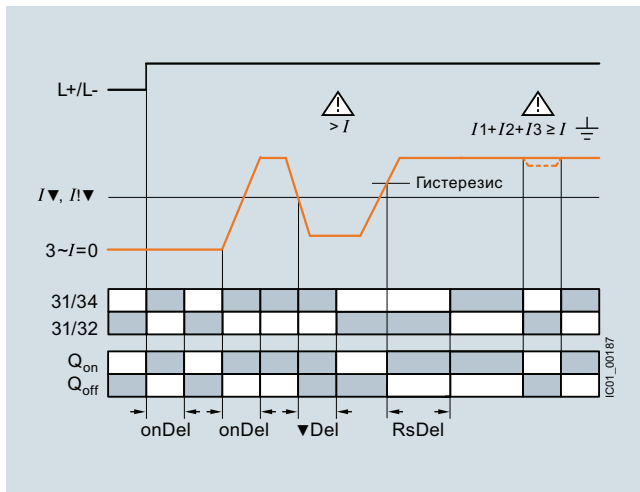 L+/L-
> I
I1+I2+I3 ≥ I
I▼, I!▼
Гистерезис
3~I=0
31/34
31/32
Qon
Qoff
IC01_00187
onDel
onDel
▼Del
RsDel